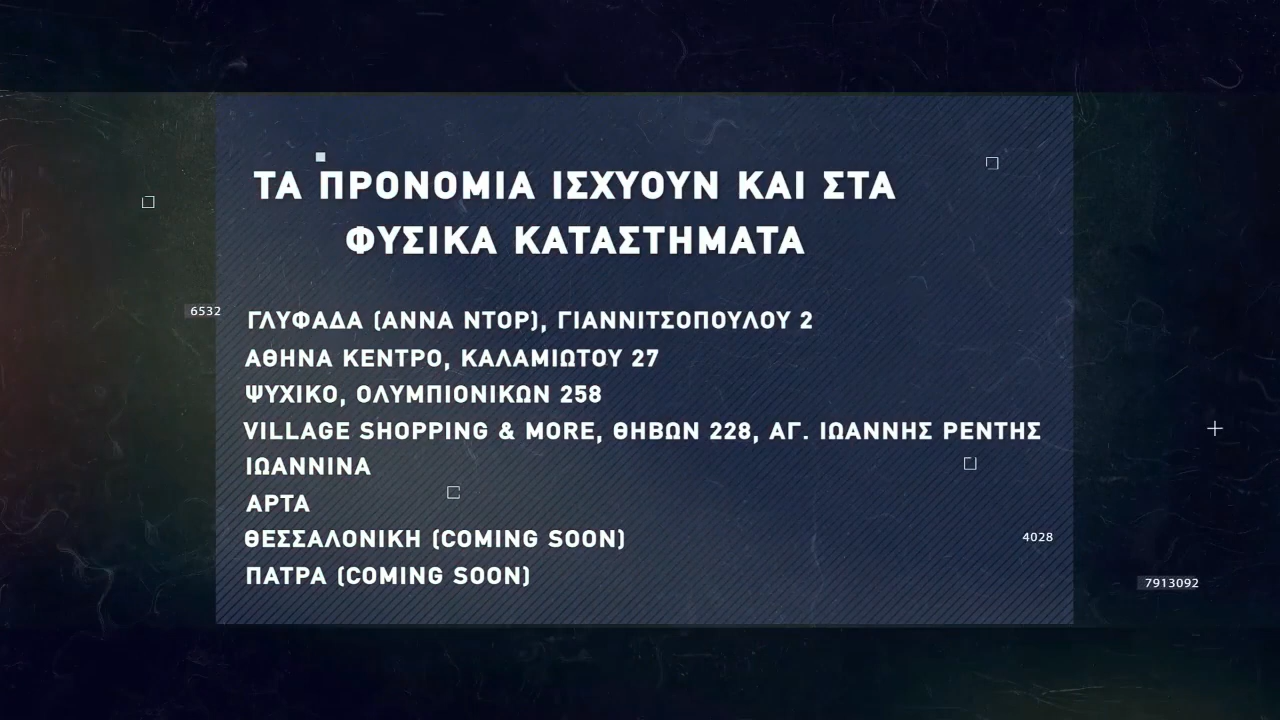 ΤΑ ΠΡΟΝΟΜΙΑ ΙΣΧΥΟΥΝ ΚΑΙ ΣΤΑ
ΦΥΣΙΚΑ ΚΑΤΑΣΤΗΜΑΤΑ
6532
ΓΛΥΦΑΔΑ (ΑΝΝΑ ΝΤΟΡ), ΓΙΑΝΝΙΤΣΟΠΟΥΛΟΥ 2
ΑΘΗΝΑ ΚΕΝΤΡΟ, ΚΑΛΑΜΙΩΤΟΥ 27
ΨΥΧΙΚΟ, ΟΛΥΜΠΙΟΝΙΚΩΝ 258
VILLAGE SHOPPING & MORE, ΘΗΒΩΝ 228, ΑΓ. ΙΩΑΝΝΗΣ ΡΕΝΤΗΣ
ΙΩΑΝΝΙΝΑ
ΑΡΤΑ
ΘΕΣΣΑΛΟΝΙΚΗ (COMING SOON)
4028
ΠΑΤΡΑ (COMING SOON)
7913092